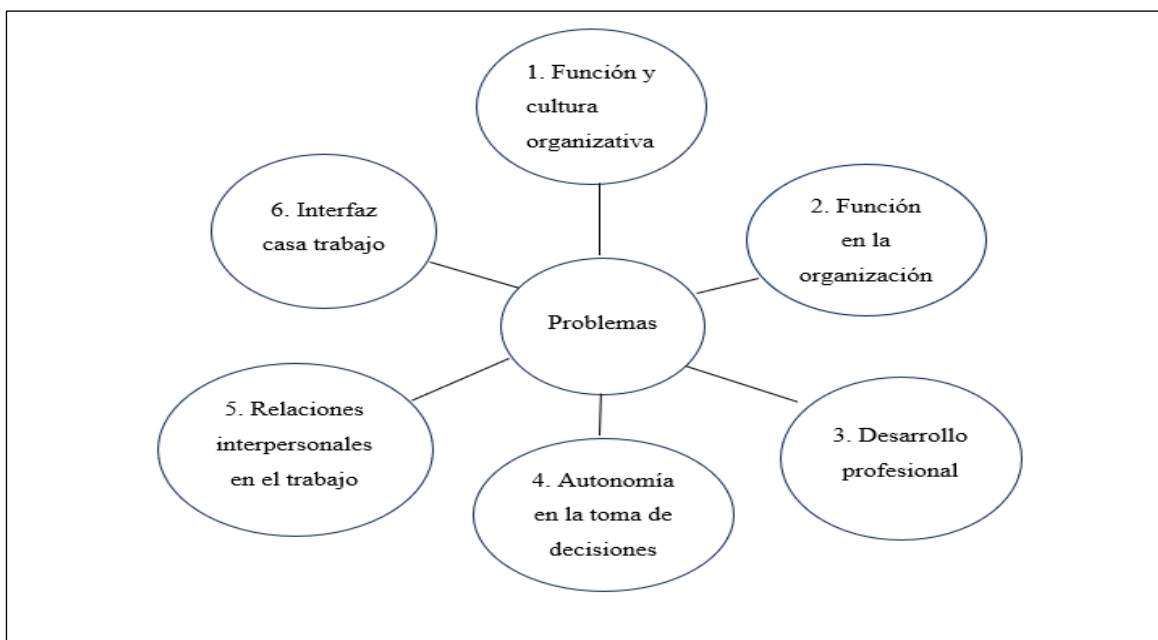 1. Función y
cultura
organizativa
2. Función
en la
organización
3. Desarrollo
profesional
4. Autonomía
en la toma de
decisiones
5. Relaciones
interpersonales
en el trabajo
6. Interfaz
casa trabajo
Problemas